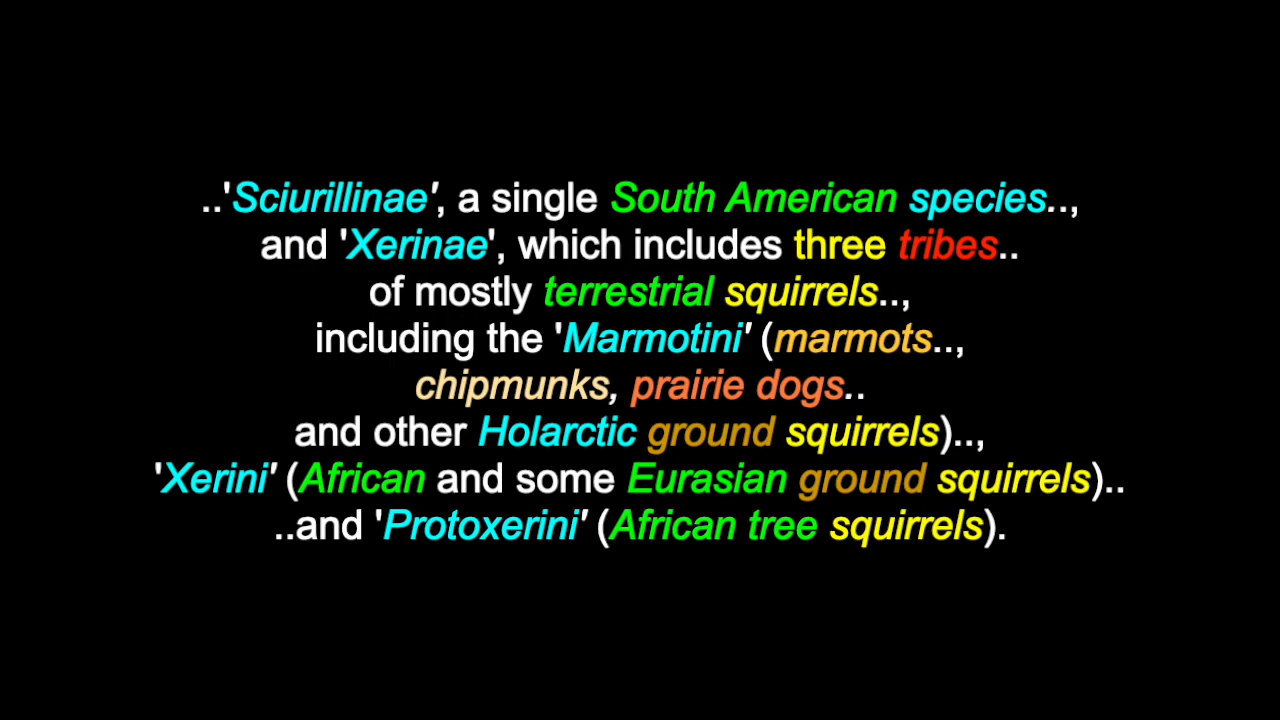 ..'Sciurillinae', a single South American species..,
and 'Xerinae', which includes three tribes..
of mostly terrestrial squirrels..,
including the 'Marmotini' (marmots..,
chipmunks, prairie dogs..
and other Holarctic ground squirrels)..,
'Xerini' (African and some Eurasian ground squirrels)..
..and 'Protoxerini' (African tree squirrels).